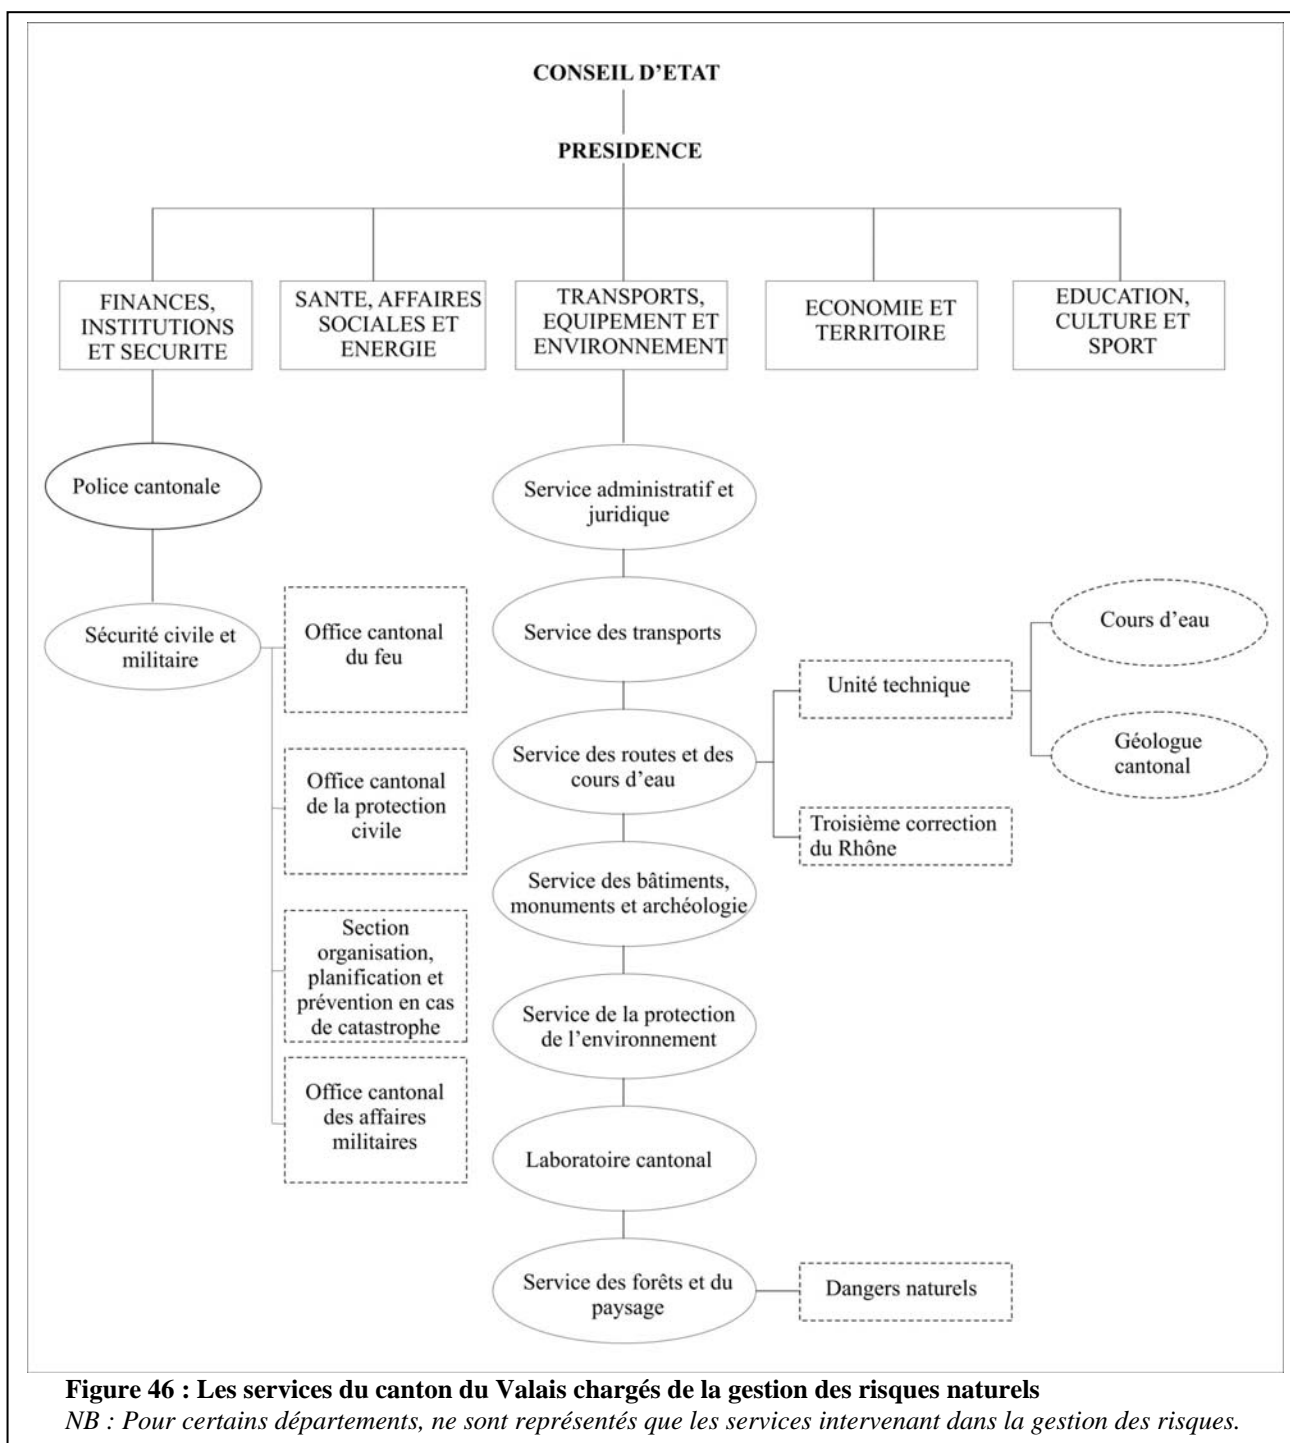 CONSEIL D'ETAT
PRESIDENCE
FINANCES,
INSTITUTIONS
ET SECURITE
SANTE, AFFAIRES
SOCIALES ET
ENERGIE
TRANSPORTS,
EQUIPEMENT ET
ENVIRONNEMENT
ECONOMIE ET
TERRITOIRE
EDUCATION,
CULTURE ET
SPORT
Police cantonale
Sécurité civile et
militaire
Office cantonal
du feu
Office cantonal
de la protection
civile
Section
organisation,
planification et
prévention en cas
de catastrophe
Office cantonal
des affaires
militaires
Service administratif et
juridique
Service des transports
Service des routes et des
cours d'eau
Unité technique
Cours d'eau
Géologue
cantonal
Troisième correction
du Rhône
Service des bâtiments,
monuments et archéologie
Service de la protection
de l'environnement
Laboratoire cantonal
Service des forêts et du
paysage
Dangers naturels
Figure 46 : Les services du canton du Valais chargés de la gestion des risques naturels
NB : Pour certains départements, ne sont représentés que les services intervenant dans la gestion des risques.